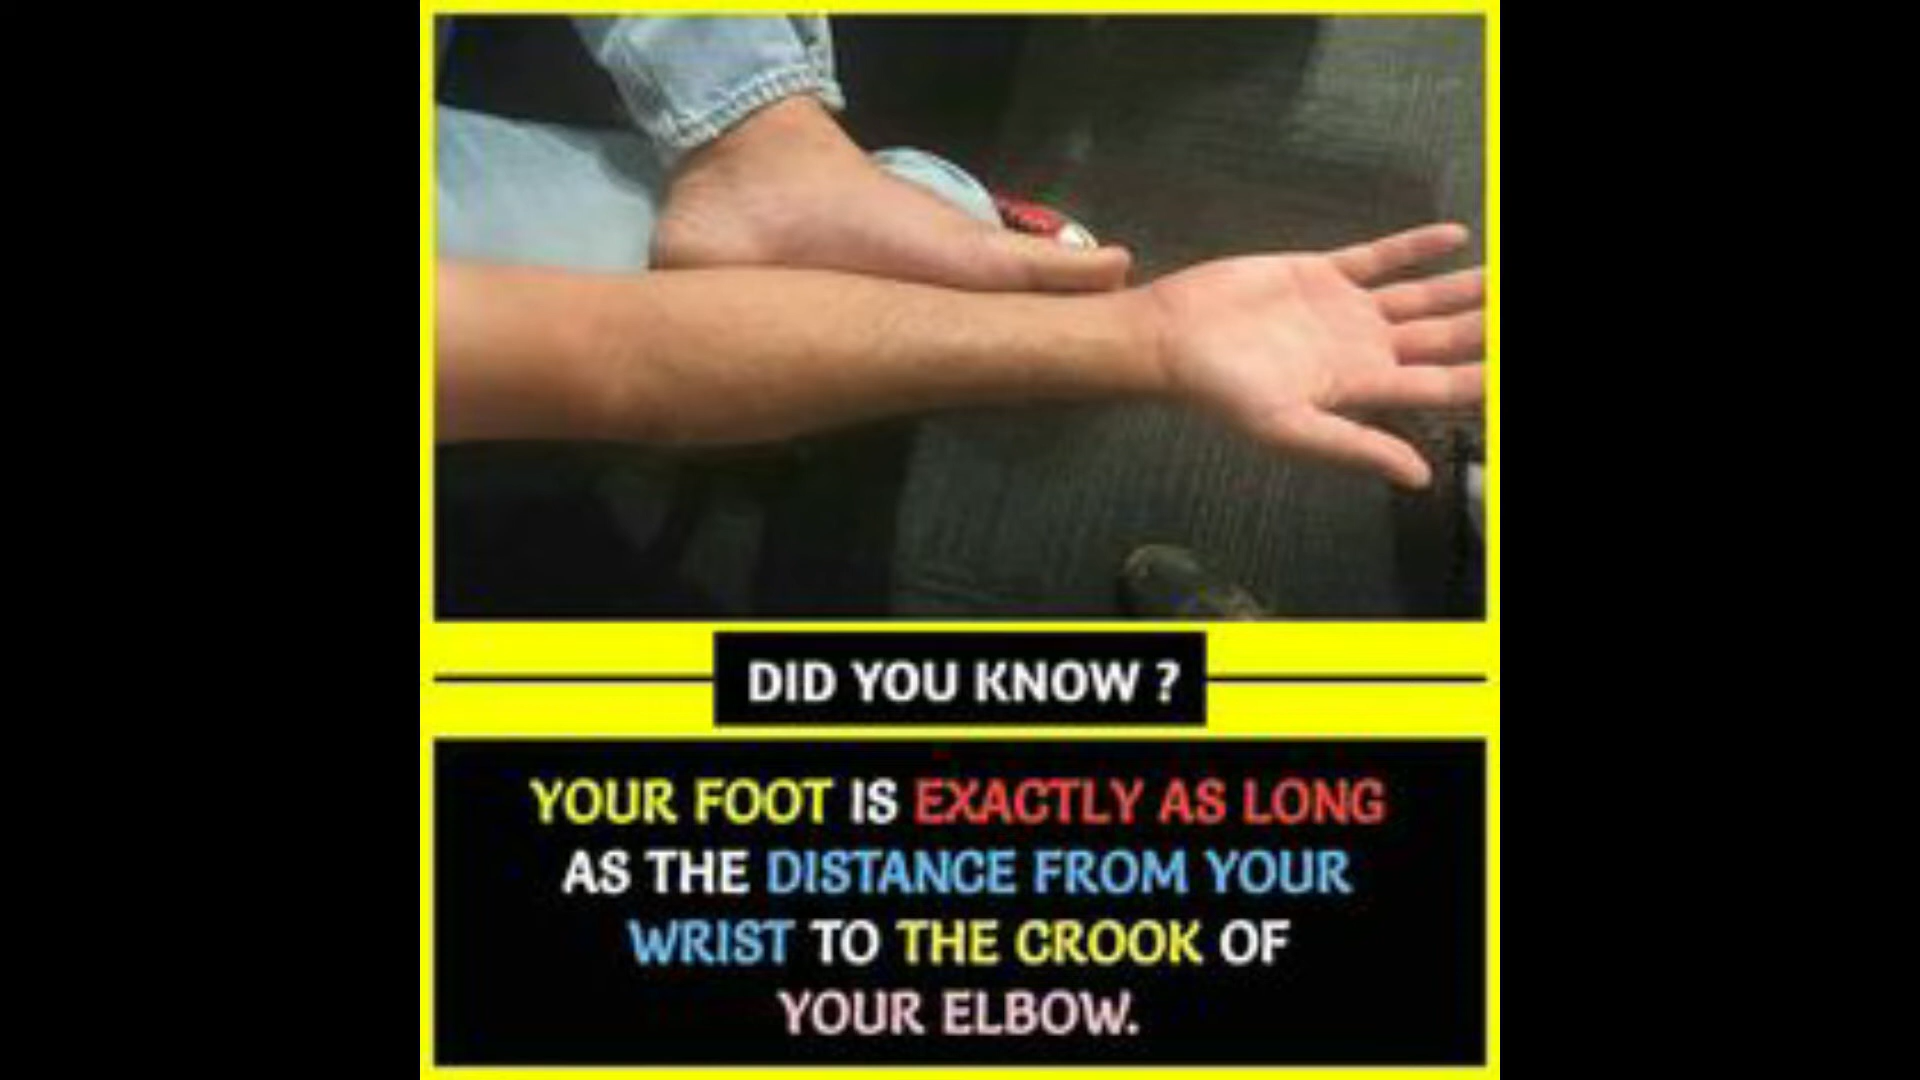 DID YOU KNOW ?
YOUR FOOT IS EXACTLY AS LONG
AS THE DISTANCE FROM YOUR
WRIST TO THE CROOK OF
YOUR ELBOW.